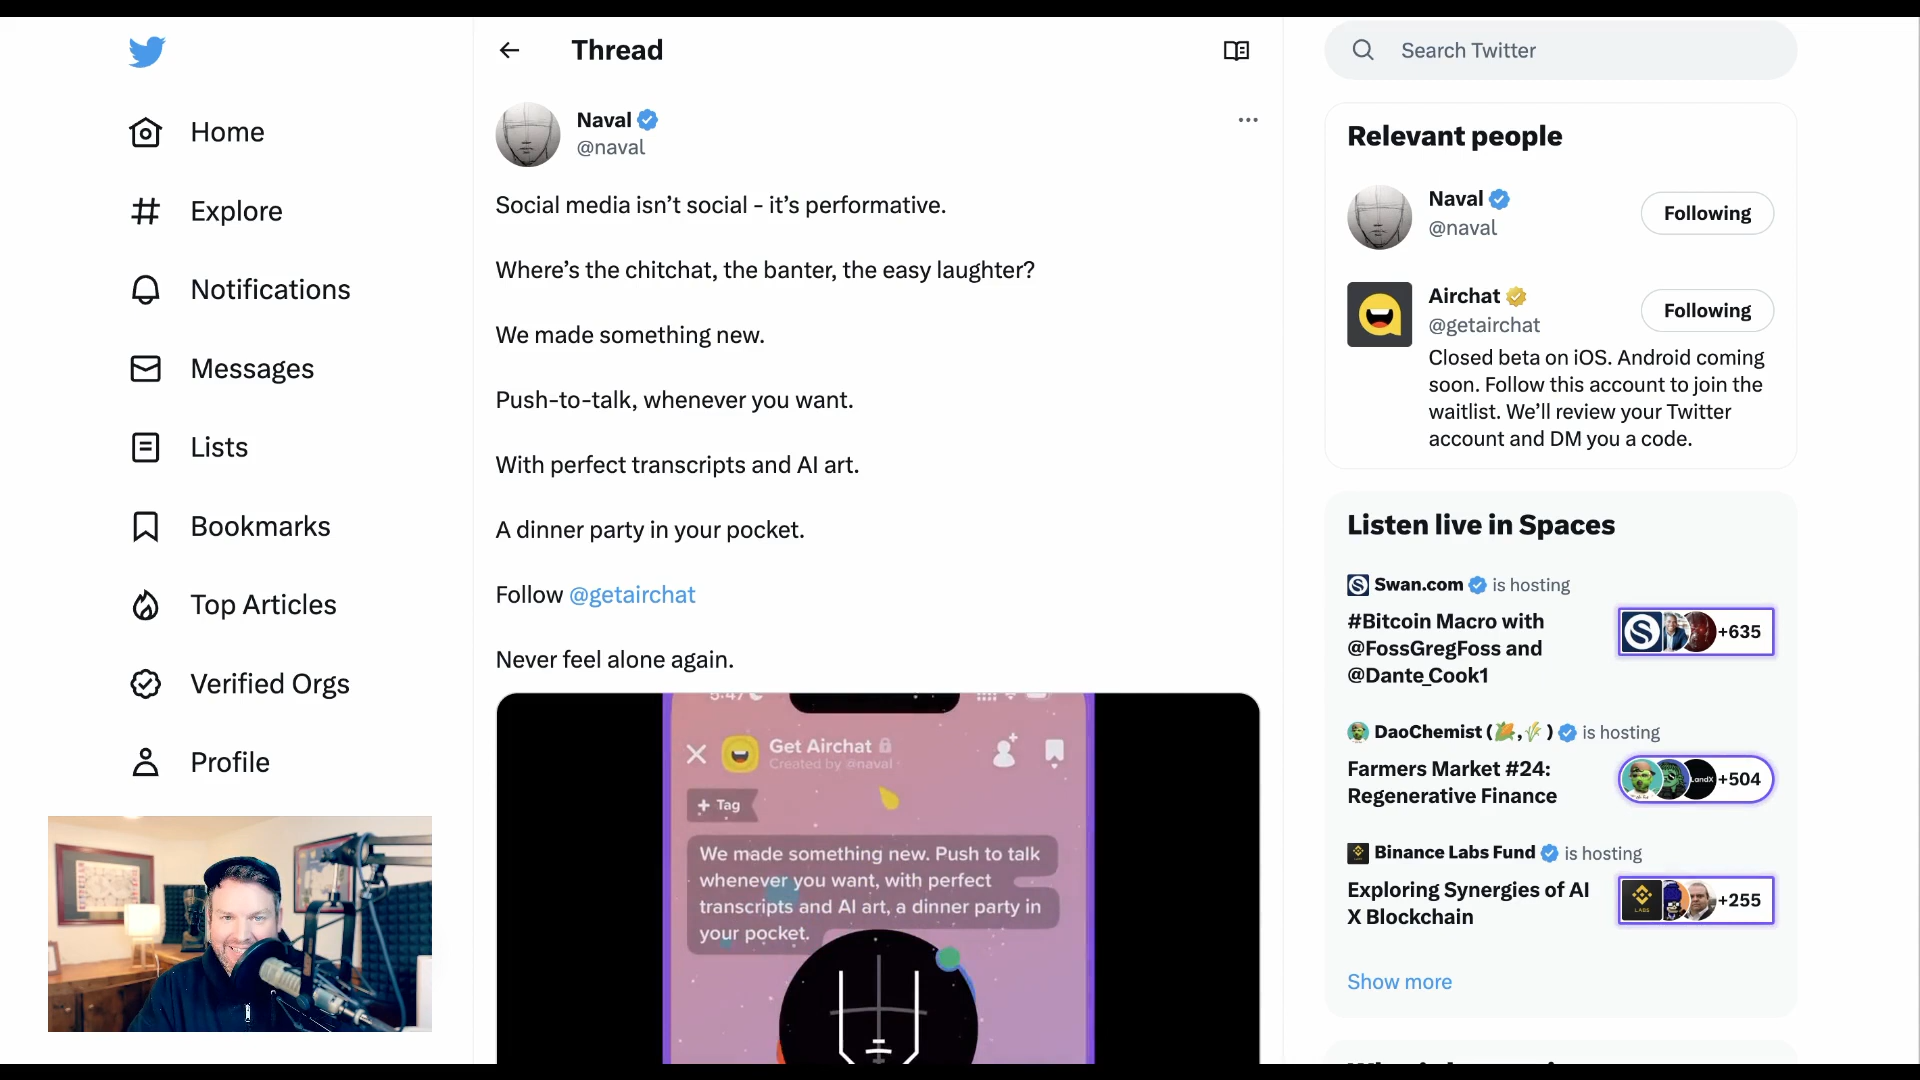 Home
Explore
Notifications
Messages
Lists
Bookmarks
Top Articles
Verified Orgs
Profile
Thread
Naval
@naval
Social media isn’t social - it’s performative.
Where’s the chitchat, the banter, the easy laughter?
We made something new.
Push-to-talk, whenever you want.
With perfect transcripts and AI art.
A dinner party in your pocket.
Follow @getairchat
Never feel alone again.
5:47
Get Airchat
Created by @naval
+ Tag
We made something new. Push to talk
whenever you want, with perfect
transcripts and AI art, a dinner party in
your pocket.
Search Twitter
Relevant people
Naval
@naval
Following
Airchat
@getairchat
Following
Closed beta on iOS. Android coming
soon. Follow this account to join the
waitlist. We’ll review your Twitter
account and DM you a code.
Listen live in Spaces
Swan.com is hosting
#Bitcoin Macro with
@FossGregFoss and
@Dante_Cook1
+635
DaoChemist (🌽,🌾) is hosting
Farmers Market #24:
Regenerative Finance
LandX
+504
Binance Labs Fund is hosting
Exploring Synergies of AI
X Blockchain
LABS
+255
Show more